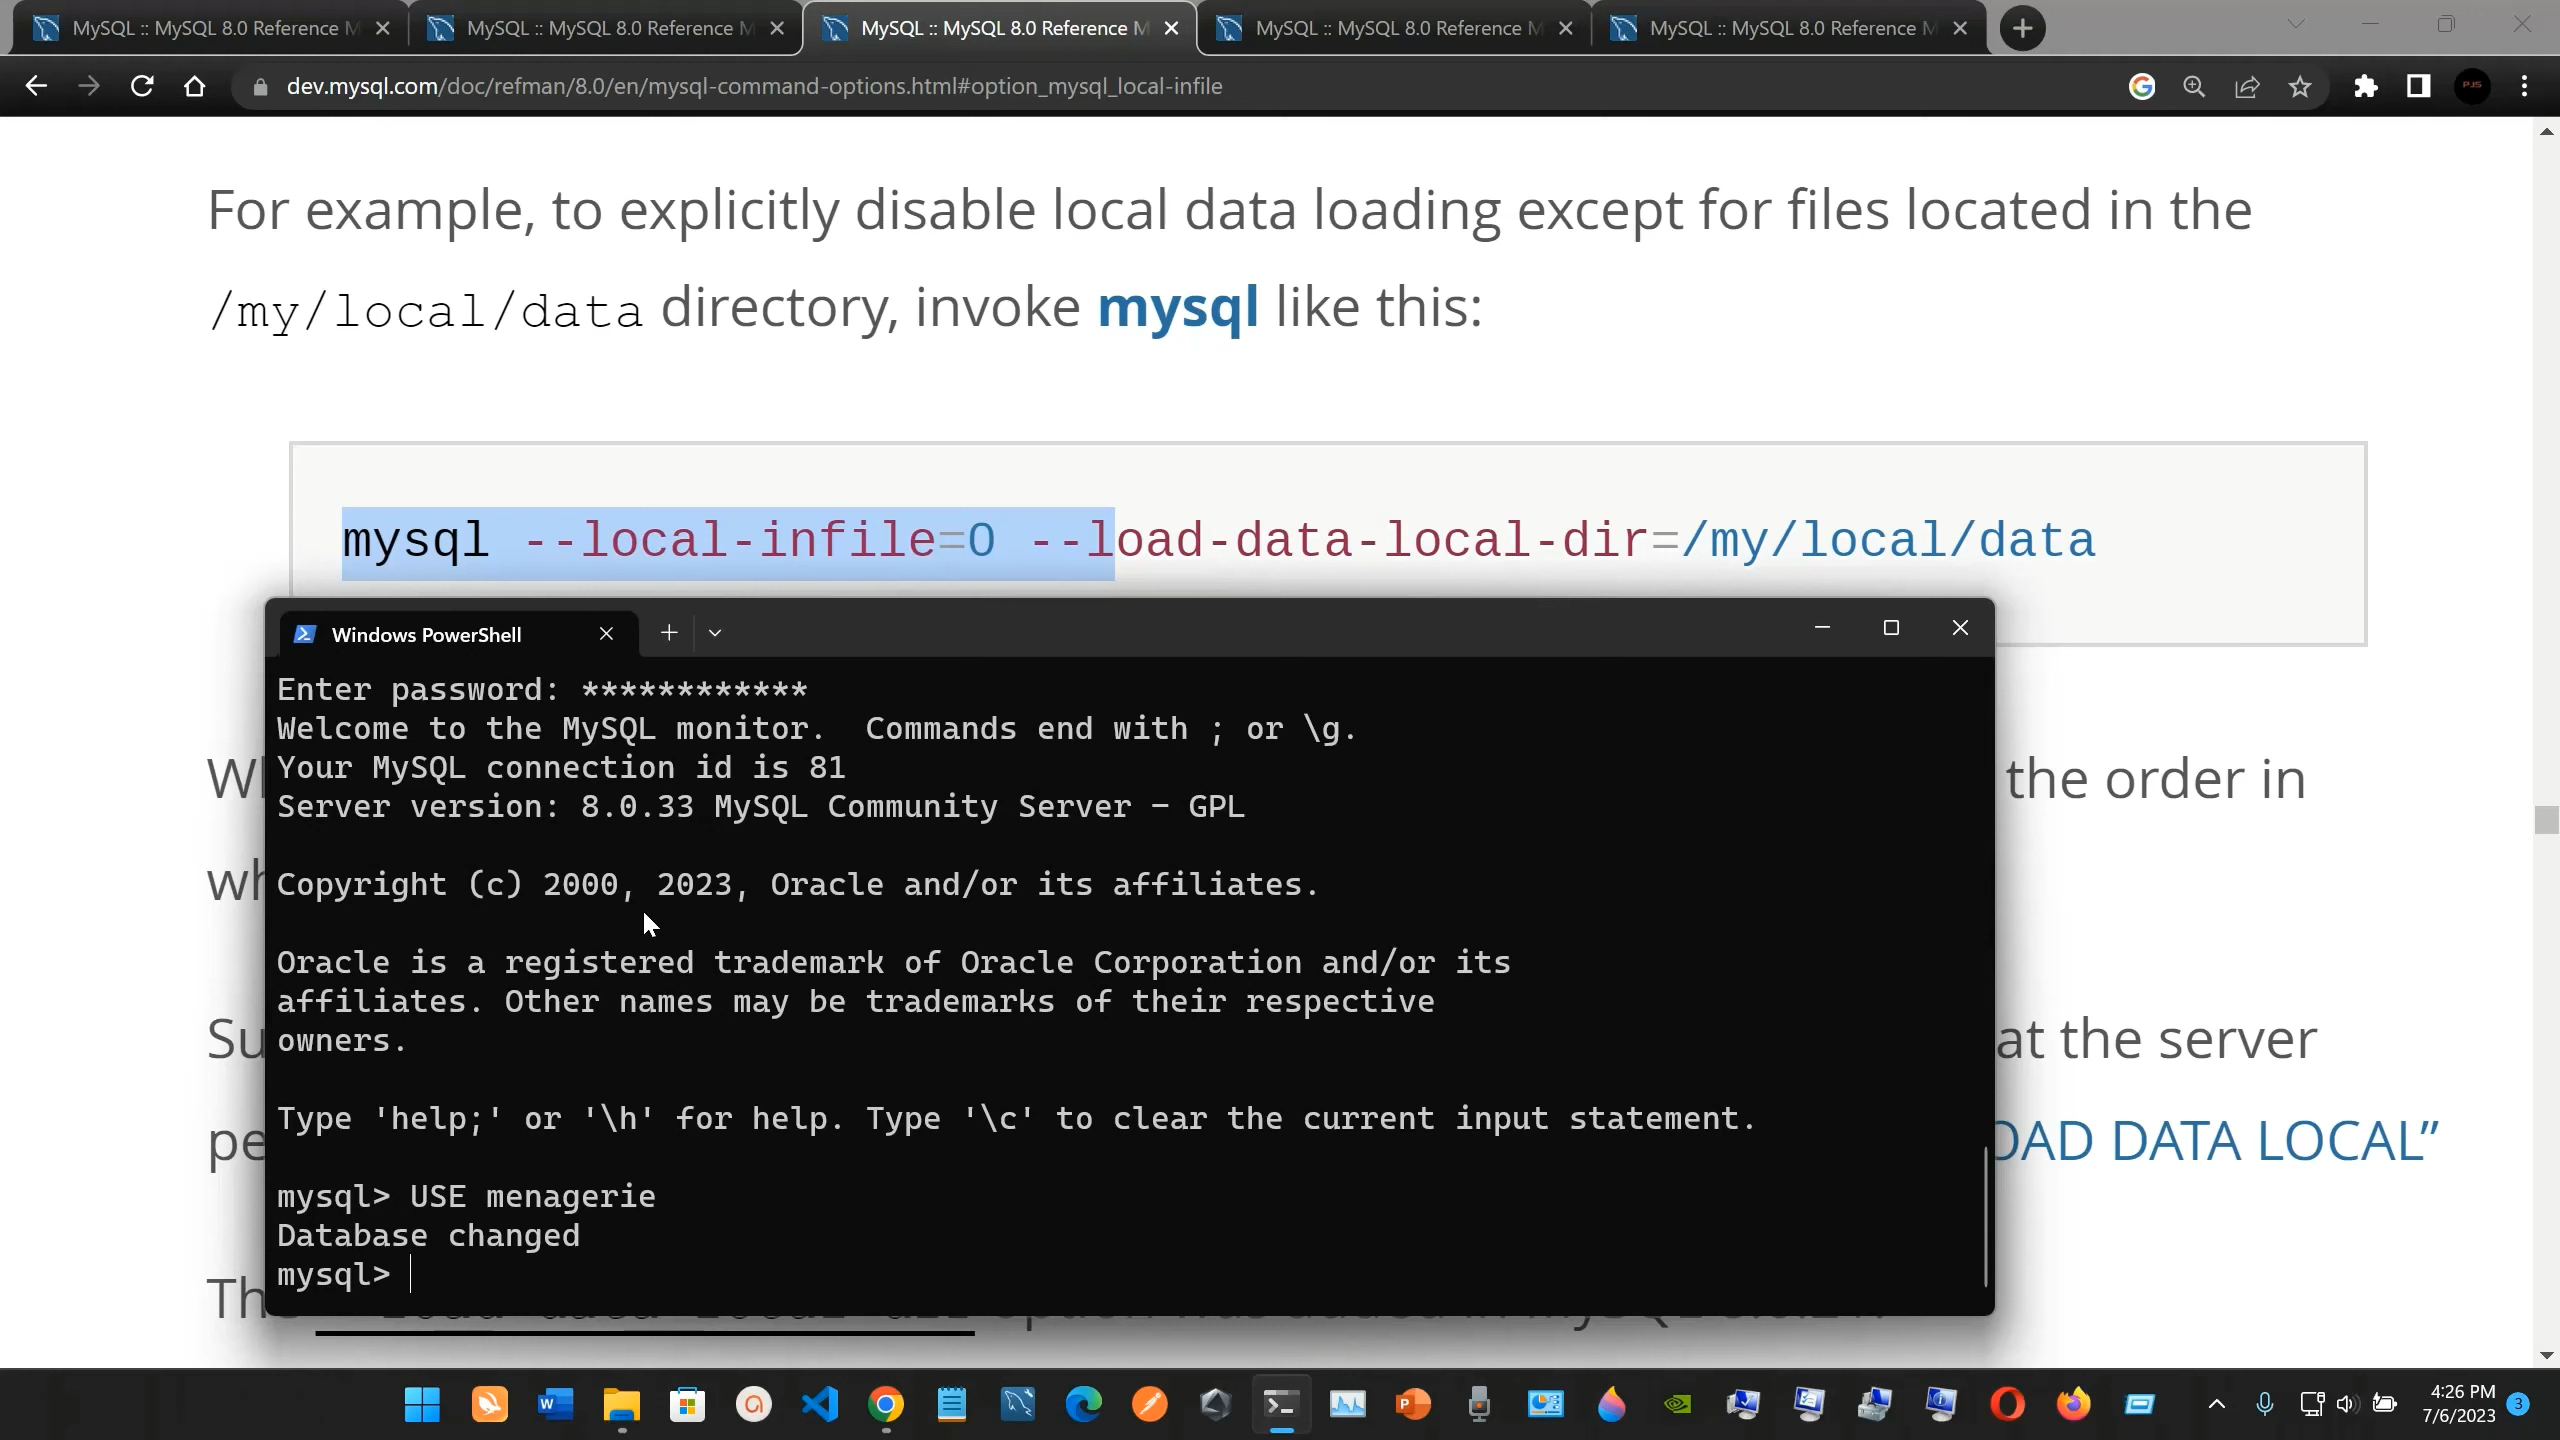 MySQL :: MySQL 8.0 Reference M
MySQL :: MySQL 8.0 Reference M
MySQL :: MySQL 8.0 Reference M
MySQL :: MySQL 8.0 Reference M
MySQL :: MySQL 8.0 Reference M
dev.mysql.com/doc/refman/8.0/en/mysql-command-options.html#option_mysql_local-infile
PJS
For example, to explicitly disable local data loading except for files located in the
/my/local/data directory, invoke mysql like this:
mysql --local-infile=0 --load-data-local-dir=/my/local/data
Windows PowerShell
Enter password: ************
Welcome to the MySQL monitor.  Commands end with ; or \g.
Your MySQL connection id is 81
Server version: 8.0.33 MySQL Community Server - GPL
Copyright (c) 2000, 2023, Oracle and/or its affiliates.
Oracle is a registered trademark of Oracle Corporation and/or its
affiliates. Other names may be trademarks of their respective
owners.
Type 'help;' or '\h' for help. Type '\c' to clear the current input statement.
mysql> USE menagerie
Database changed
mysql>
the order in
at the server
OAD DATA LOCAL”
4:26 PM
7/6/2023
3